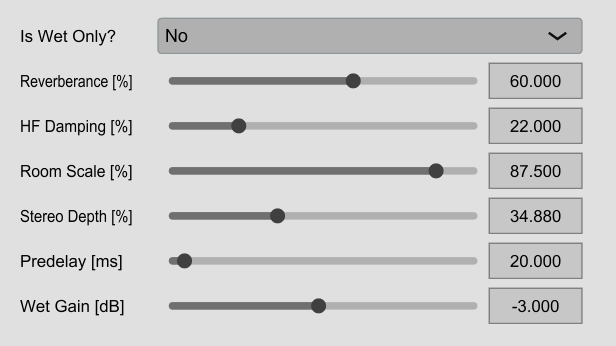 Is Wet Only? No
Reverberance [%] 60.000
HF Damping [%] 22.000
Room Scale [%] 87.500
Stereo Depth [%] 34.880
Predelay [ms] 20.000
Wet Gain [dB] -3.000